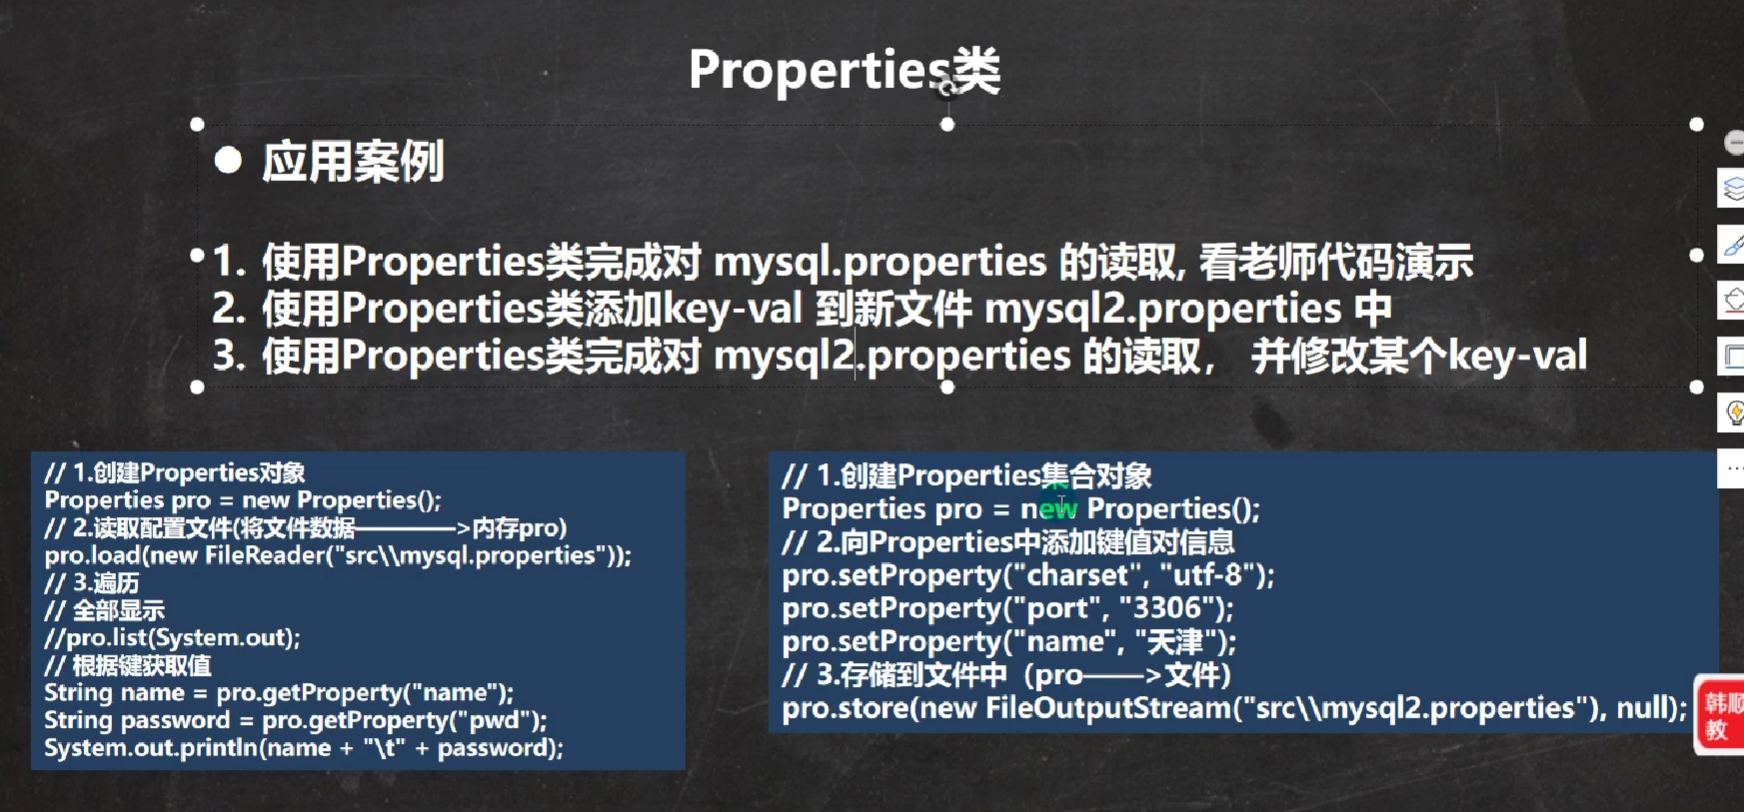 Properties类
应用案例
1. 使用Properties类完成对 mysql.properties 的读取, 看老师代码演示
2. 使用Properties类添加key-val 到新文件 mysql2.properties 中
3. 使用Properties类完成对 mysql2.properties 的读取， 并修改某个key-val
// 1.创建Properties对象
Properties pro = new Properties();
// 2.读取配置文件(将文件数据————>内存pro)
pro.load(new FileReader("src\\mysql.properties"));
// 3.遍历
// 全部显示
//pro.list(System.out);
// 根据键获取值
String name = pro.getProperty("name");
String password = pro.getProperty("pwd");
System.out.println(name + "\t" + password);
// 1.创建Properties集合对象
Properties pro = new Properties();
// 2.向Properties中添加键值对信息
pro.setProperty("charset", "utf-8");
pro.setProperty("port", "3306");
pro.setProperty("name", "天津");
// 3.存储到文件中（pro——>文件)
pro.store(new FileOutputStream("src\\mysql2.properties"), null);
韩顺
教